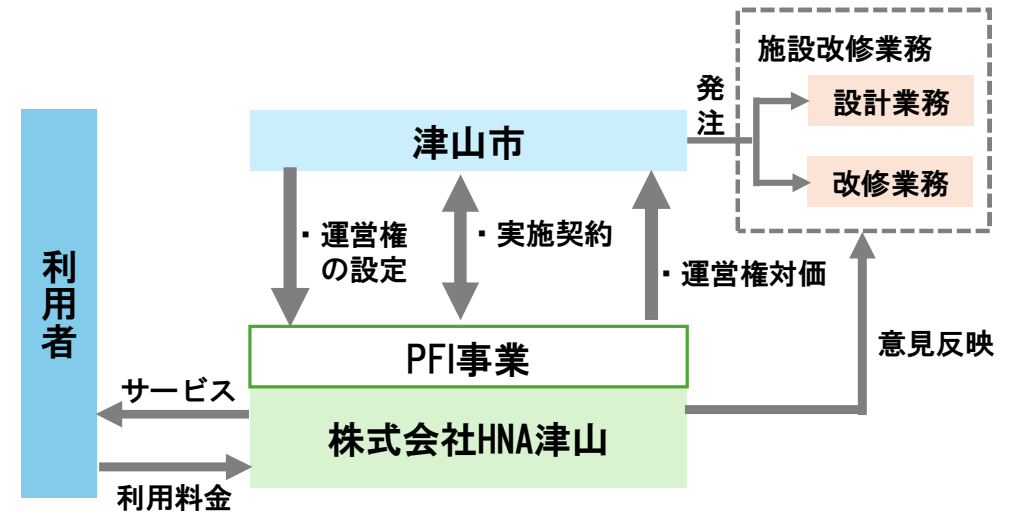 施設改修業務
発注
設計業務
津山市
改修業務
・運営権
の設定
・実施契約
・運営権対価
利用者
PFI事業
意見反映
サービス
株式会社HNA津山
利用料金